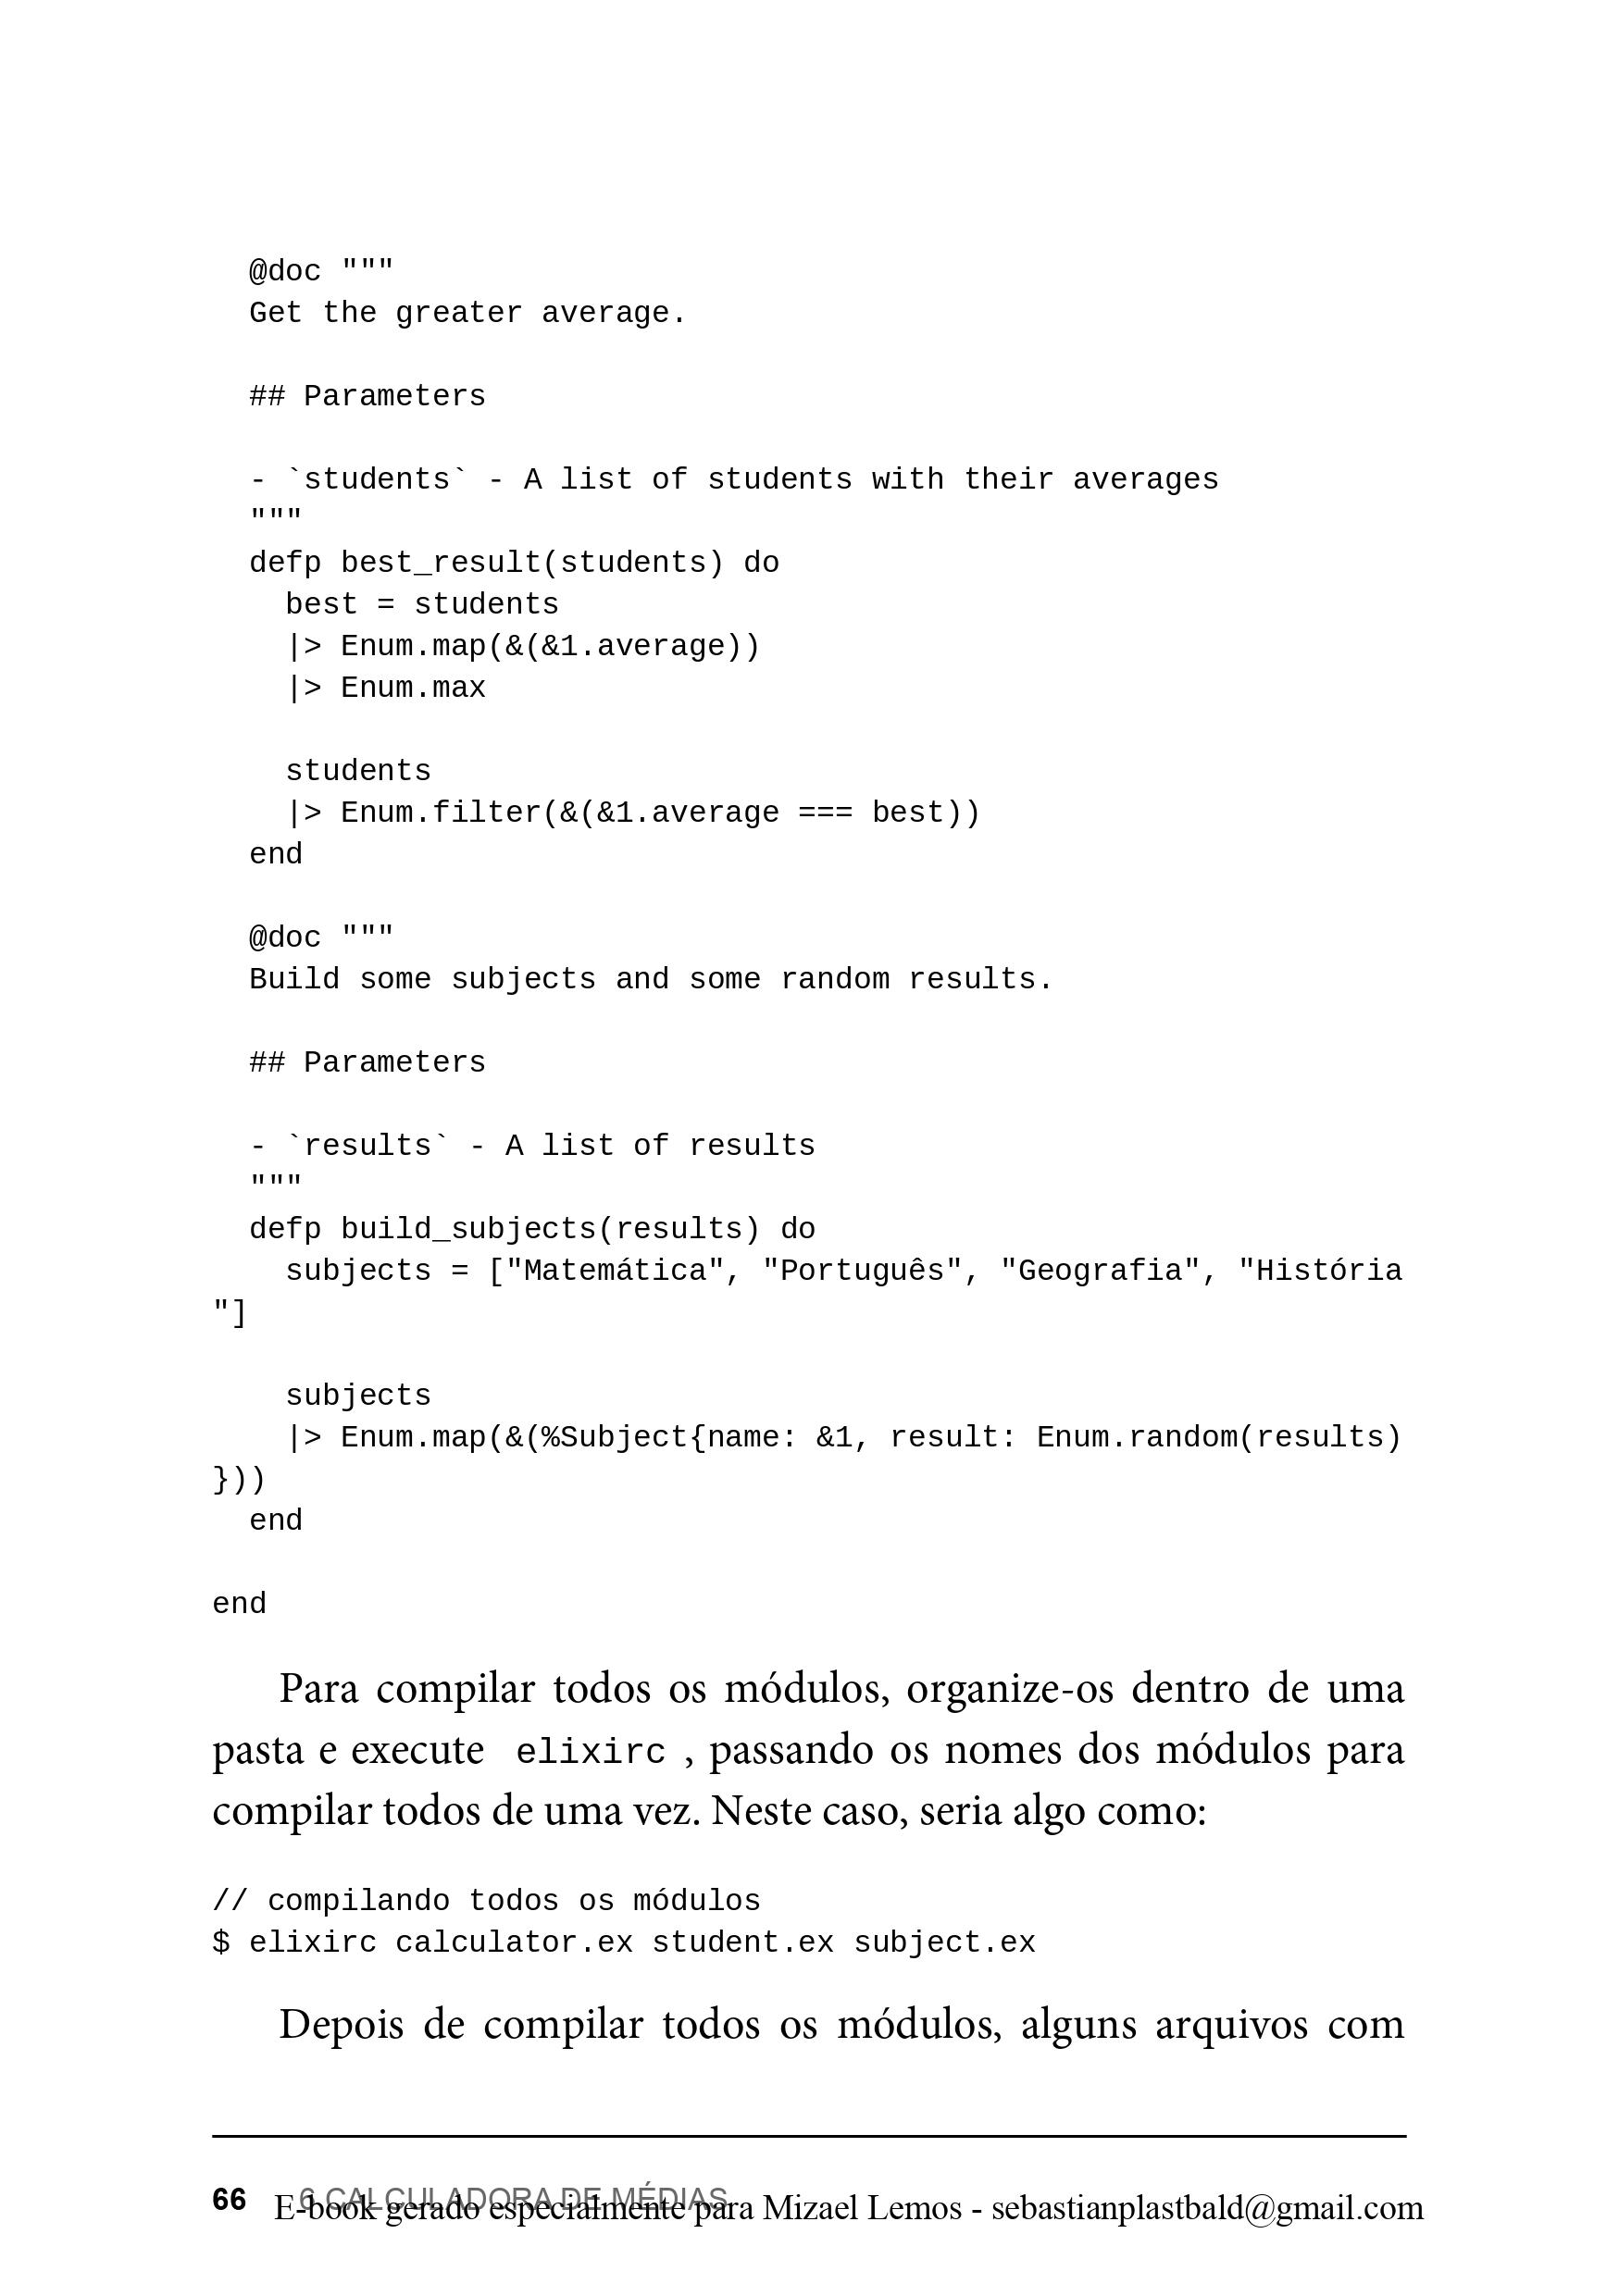 @doc """
  Get the greater average.

  ## Parameters

  - `students` - A list of students with their averages
  """
  defp best_result(students) do
    best = students
    |> Enum.map(&(&1.average))
    |> Enum.max

    students
    |> Enum.filter(&(&1.average === best))
  end

  @doc """
  Build some subjects and some random results.

  ## Parameters

  - `results` - A list of results
  """
  defp build_subjects(results) do
    subjects = ["Matemática", "Português", "Geografia", "História
"]

    subjects
    |> Enum.map(&(%Subject{name: &1, result: Enum.random(results)
}))
  end

end
Para compilar todos os módulos, organize-os dentro de uma
pasta e execute elixirc , passando os nomes dos módulos para
compilar todos de uma vez. Neste caso, seria algo como:
// compilando todos os módulos
$ elixirc calculator.ex student.ex subject.ex
Depois de compilar todos os módulos, alguns arquivos com
66 6 CALCULADORA DE MÉDIAS
E-book gerado especialmente para Mizael Lemos - sebastianplastbald@gmail.com